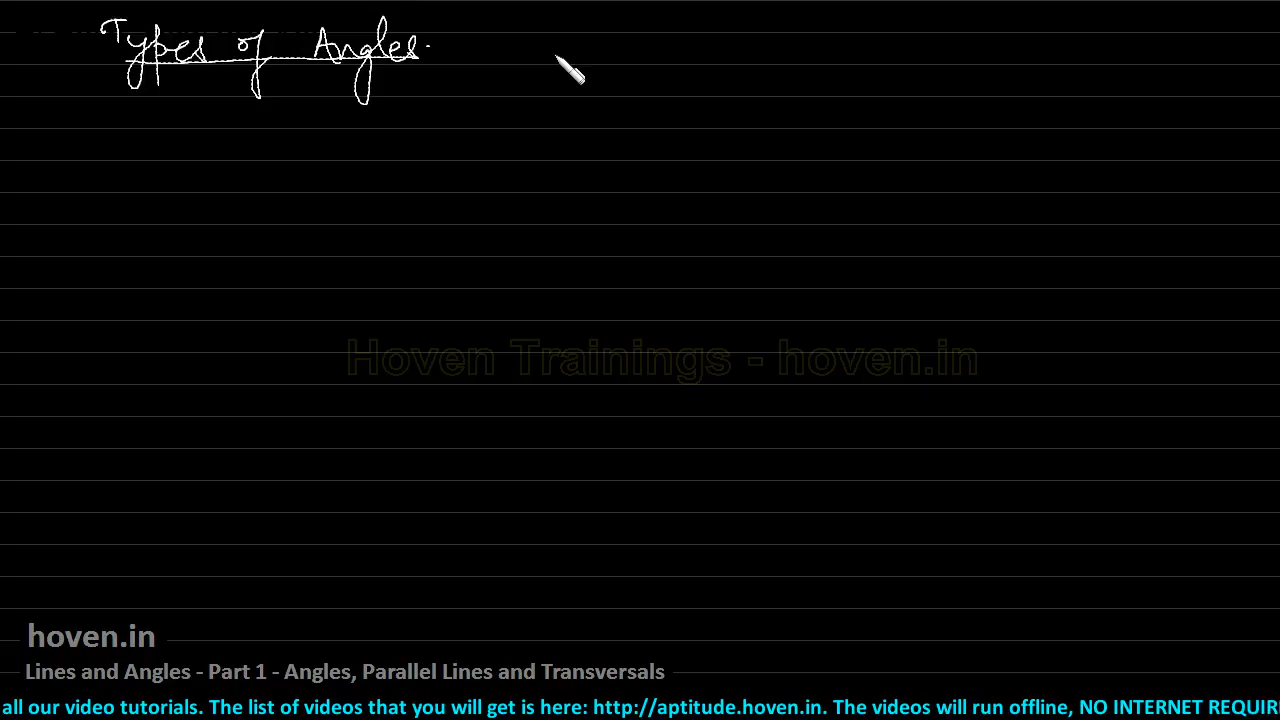 Types of Angles.
Hoven Trainings - hoven.in
hoven.in
Lines and Angles - Part 1 - Angles, Parallel Lines and Transversals
all our video tutorials. The list of videos that you will get is here: http://aptitude.hoven.in. The videos will run offline, NO INTERNET REQUIR